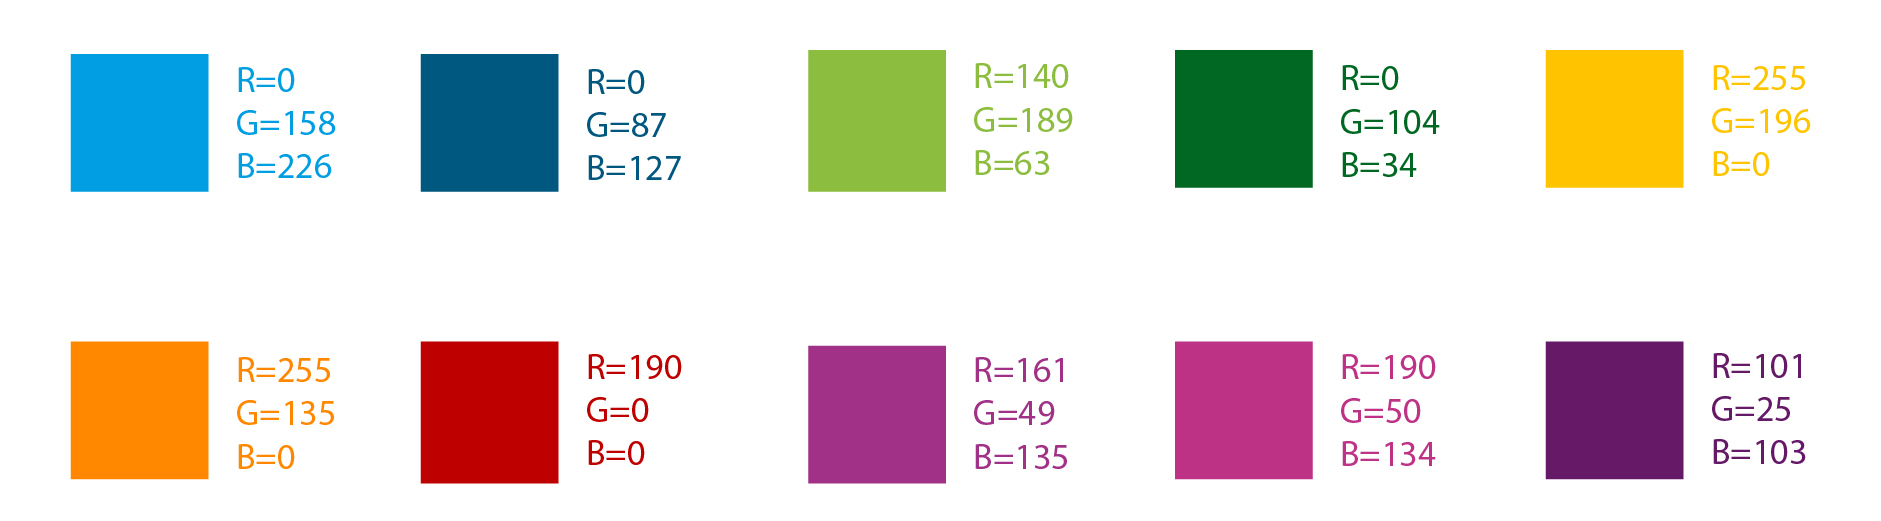 R=0
G=158
B=226
R=0
G=87
B=127
R=140
G=189
B=63
R=0
G=104
B=34
R=255
G=196
B=0
R=255
G=135
B=0
R=190
G=0
B=0
R=161
G=49
B=135
R=190
G=50
B=134
R=101
G=25
B=103